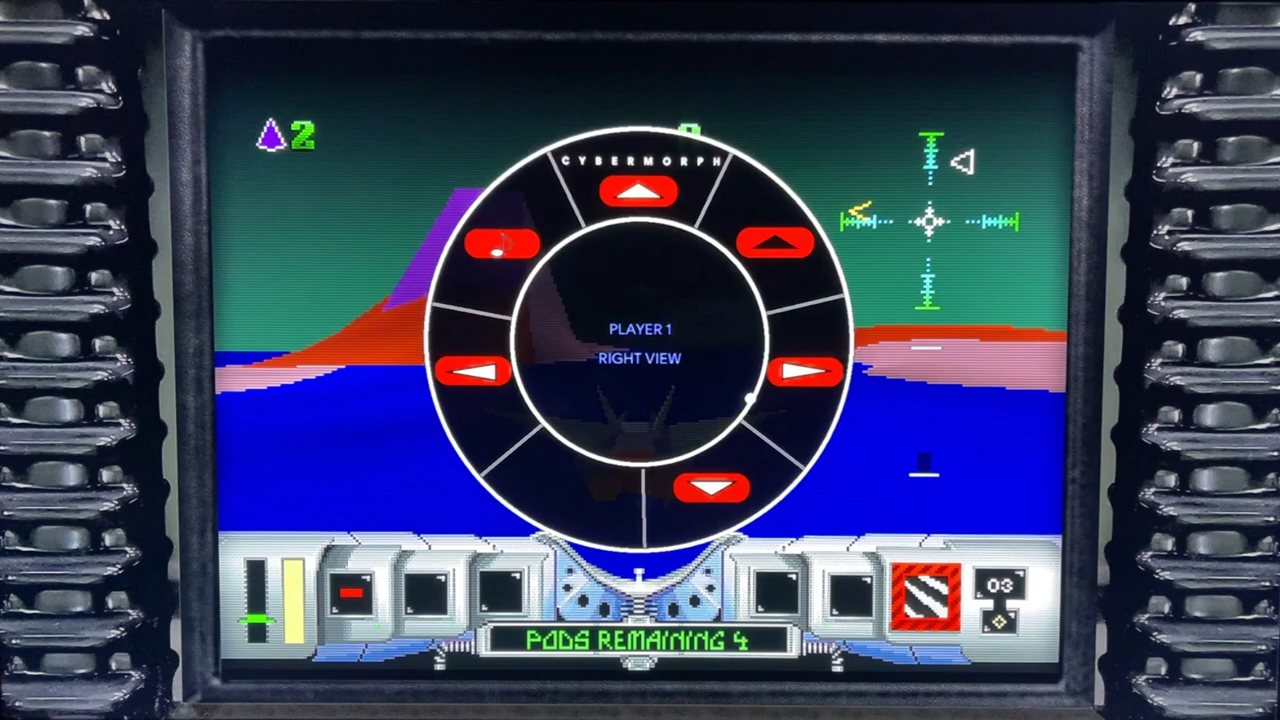 2
CYBERMORPH
PLAYER 1
RIGHT VIEW
03
PODS REMAINING 4